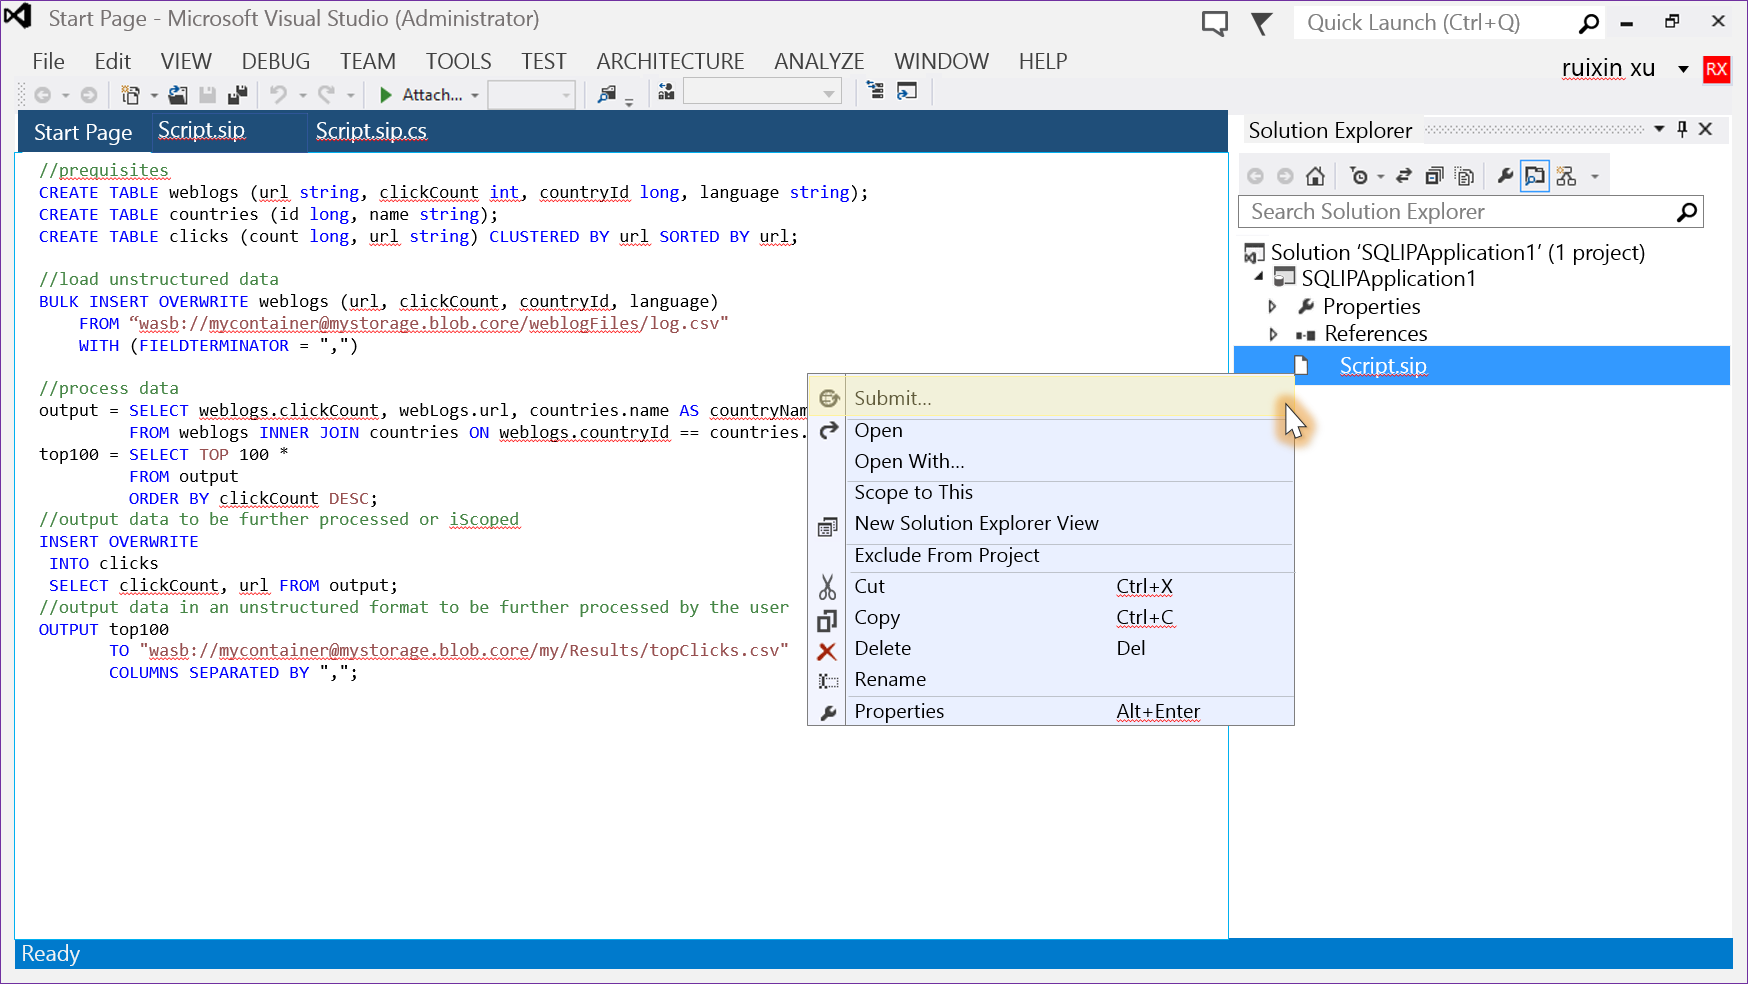 Start Page - Microsoft Visual Studio (Administrator)
Quick Launch (Ctrl+Q)
File Edit VIEW DEBUG TEAM TOOLS TEST ARCHITECTURE ANALYZE WINDOW HELP
ruixin xu
RX
Attach...
Start Page Script.sip Script.sip.cs
//prequisites
CREATE TABLE weblogs (url string, clickCount int, countryId long, language string);
CREATE TABLE countries (id long, name string);
CREATE TABLE clicks (count long, url string) CLUSTERED BY url SORTED BY url;
//load unstructured data
BULK INSERT OVERWRITE weblogs (url, clickCount, countryId, language)
FROM “wasb://mycontainer@mystorage.blob.core/weblogFiles/log.csv"
WITH (FIELDTERMINATOR = ",")
//process data
output = SELECT weblogs.clickCount, webLogs.url, countries.name AS countryNam
FROM weblogs INNER JOIN countries ON weblogs.countryId == countries.
top100 = SELECT TOP 100 *
FROM output
ORDER BY clickCount DESC;
//output data to be further processed or iScoped
INSERT OVERWRITE
INTO clicks
SELECT clickCount, url FROM output;
//output data in an unstructured format to be further processed by the user
OUTPUT top100
TO "wasb://mycontainer@mystorage.blob.core/my/Results/topClicks.csv"
COLUMNS SEPARATED BY ",";
Submit...
Open
Open With...
Scope to This
New Solution Explorer View
Exclude From Project
Cut Ctrl+X
Copy Ctrl+C
Delete Del
Rename
Properties Alt+Enter
Solution Explorer
Search Solution Explorer
Solution ‘SQLIPApplication1’ (1 project)
SQLIPApplication1
Properties
References
Script.sip
Ready